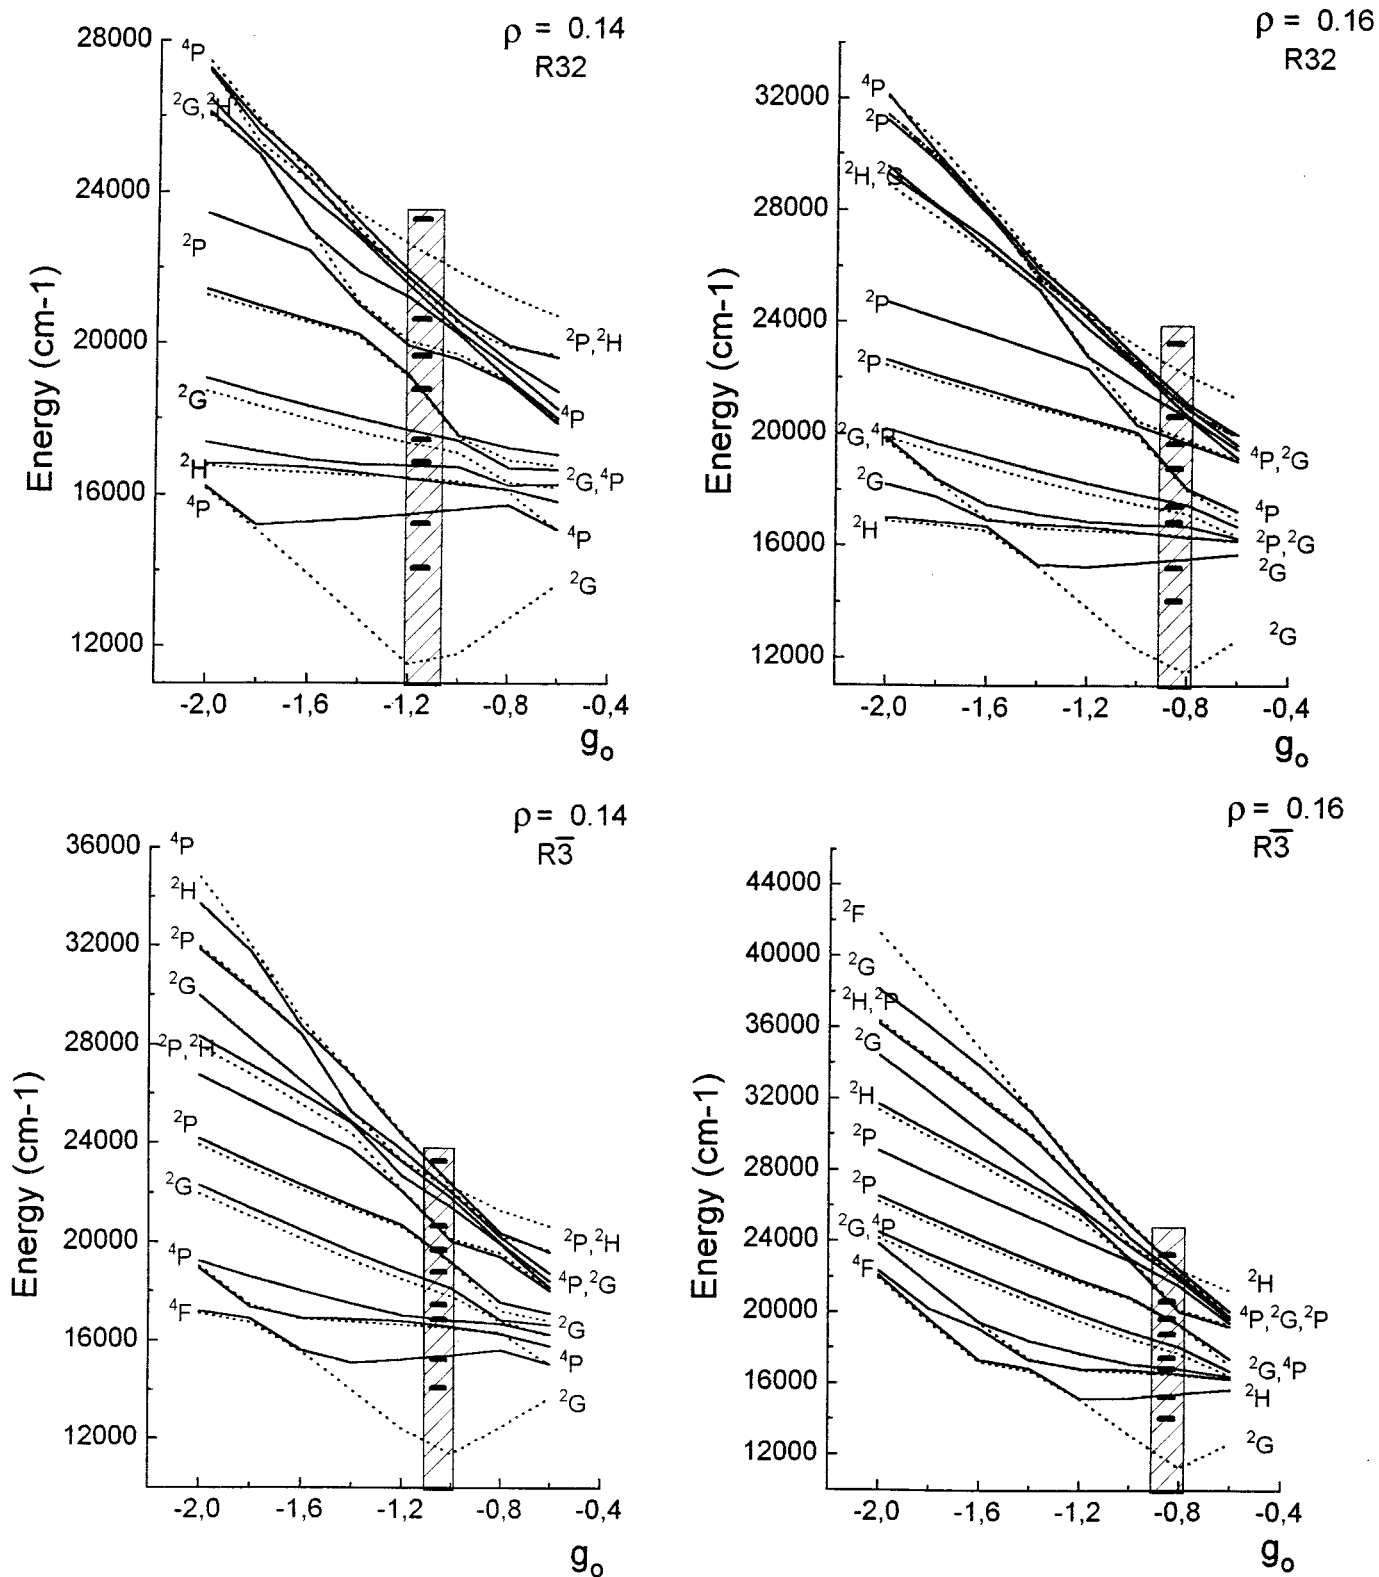 ρ = 0.14
R32
28000
24000
20000
16000
12000
Energy (cm-1)
⁴P
²G,²H
²P
²G
²H
⁴P
²P,²H
⁴P
²G,⁴P
⁴P
²G
-2,0
-1,6
-1,2
-0,8
-0,4
g₀
ρ = 0.16
R32
32000
28000
24000
20000
16000
12000
Energy (cm-1)
⁴P
²P
²H,²G
²P
²P
²G,⁴P
²G
²H
⁴P,²G
⁴P
²P,²G
²G
²G
-2,0
-1,6
-1,2
-0,8
-0,4
g₀
ρ = 0.14
R3̅
36000
32000
28000
24000
20000
16000
12000
Energy (cm-1)
⁴P
²H
²P
²G
²P,²H
²P
²G
⁴P
⁴F
²P,²H
⁴P,²G
²G
⁴P
²G
-2,0
-1,6
-1,2
-0,8
-0,4
g₀
ρ = 0.16
R3̅
44000
40000
36000
32000
28000
24000
20000
16000
12000
Energy (cm-1)
²F
²G
²H,²P
²G
²H
²P
²P
²G,⁴P
⁴F
²H
⁴P,²G,²P
²G,⁴P
²H
²G
-2,0
-1,6
-1,2
-0,8
-0,4
g₀